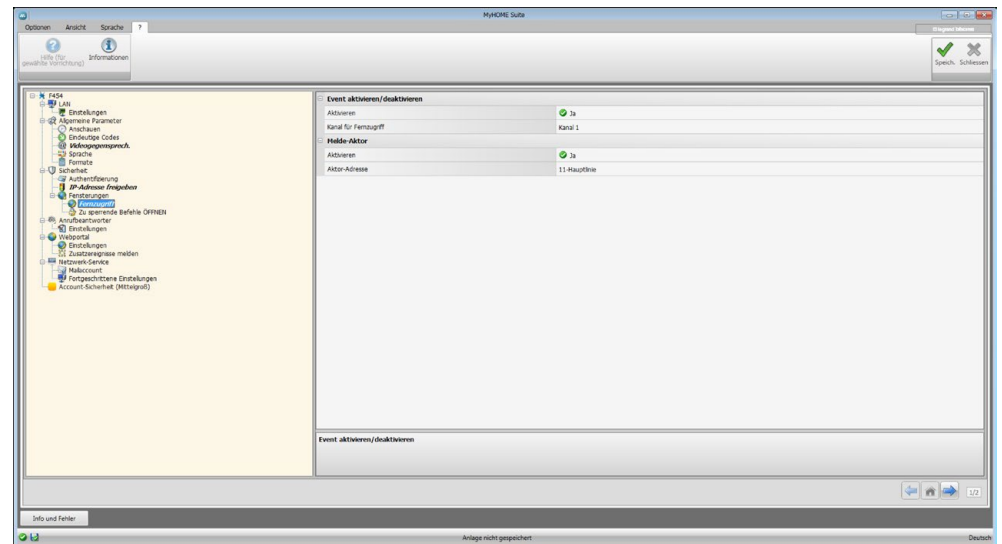 MyHOME Suite
Optionen Ansicht Sprache ?
Hilfe (für gewählte Vorrichtung)
Informationen
Speich. Schliessen
F454
LAN
Einstellungen
Algemeine Parameter
Anschauen
Eindeutige Codes
Videogegensprech.
Sprache
Formate
Sicherheit
Authentifizierung
IP-Adresse freigeben
Fensterungen
Fernzugriff
Zu sperrende Befehle ÖFFNEN
Anrufbeantworter
Einstellungen
Webportal
Einstellungen
Zusatzereignisse melden
Netzwerk-Service
Mailaccount
Fortgeschrittene Einstellungen
Account-Sicherheit (Mittelgroß)
Event aktivieren/deaktivieren
Aktivieren Ja
Kanal für Fernzugriff Kanal 1
Melde-Aktor
Aktivieren Ja
Aktor-Adresse 11-Hauptlinie
Event aktivieren/deaktivieren
1/2
Info und Fehler
Anlage nicht gespeichert
Deutsch